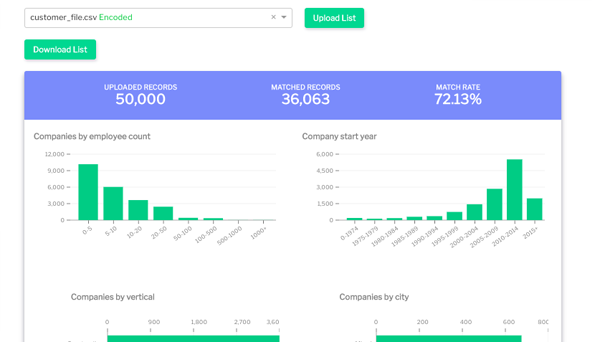 customer_file.csv Encoded × Upload List
Download List
UPLOADED RECORDS MATCHED RECORDS MATCH RATE
50,000 36,063 72.13%
Companies by employee count Company start year
12,000 6,000
9,000 4,500
6,000 3,000
3,000 1,500
0 0
0-5 5-10 10-20 20-50 50-100 100-500 500-1000 1000+ 0-1974 1975-1979 1980-1984 1985-1989 1990-1994 1995-1999 2000-2004 2005-2009 2010-2014 2015+
Companies by vertical Companies by city
0 900 1,800 2,700 3,60 0 200 400 600 800